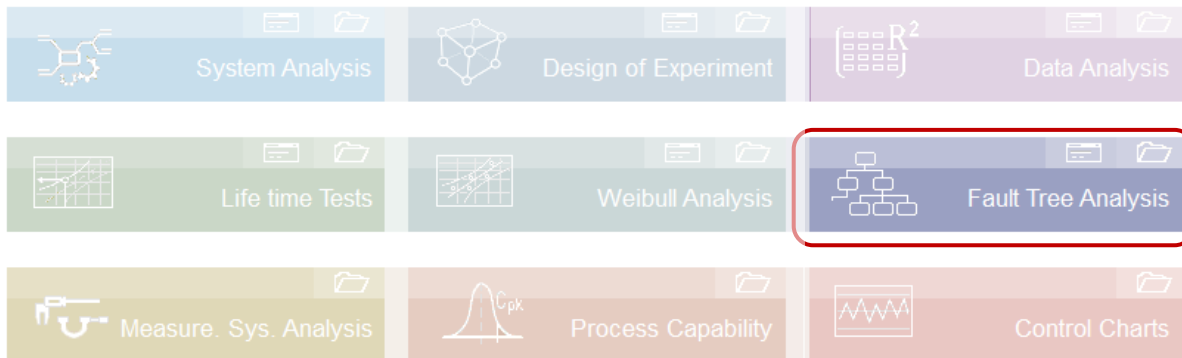 System Analysis
Design of Experiment
R2
Data Analysis
Life time Tests
Weibull Analysis
Fault Tree Analysis
Measure. Sys. Analysis
Cpk
Process Capability
Control Charts